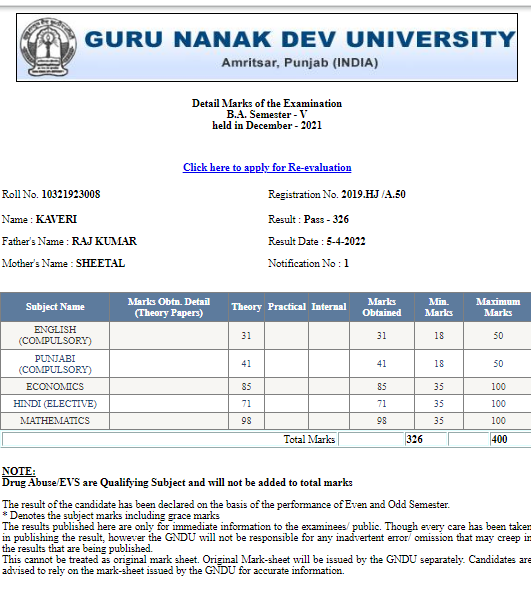 GURU NANAK DEV UNIVERSITY
Amritsar, Punjab (INDIA)
Detail Marks of the Examination
B.A. Semester - V
held in December - 2021
Click here to apply for Re-evaluation
Roll No. 10321923008 Registration No. 2019.HJ /A.50
Name : KAVERI Result : Pass - 326
Father's Name : RAJ KUMAR Result Date : 5-4-2022
Mother's Name : SHEETAL Notification No : 1
Subject Name Marks Obtn. Detail (Theory Papers) Theory Practical Internal Marks Obtained Min. Marks Maximum Marks
ENGLISH (COMPULSORY) 31 31 18 50
PUNJABI (COMPULSORY) 41 41 18 50
ECONOMICS 85 85 35 100
HINDI (ELECTIVE) 71 71 35 100
MATHEMATICS 98 98 35 100
Total Marks 326 400
NOTE:
Drug Abuse/EVS are Qualifying Subject and will not be added to total marks
The result of the candidate has been declared on the basis of the performance of Even and Odd Semester.
* Denotes the subject marks including grace marks
The results published here are only for immediate information to the examinees/ public. Though every care has been taken
in publishing the result, however the GNDU will not be responsible for any inadvertent error/ omission that may creep in
the results that are being published.
This cannot be treated as original mark sheet. Original Mark-sheet will be issued by the GNDU separately. Candidates are
advised to rely on the mark-sheet issued by the GNDU for accurate information.